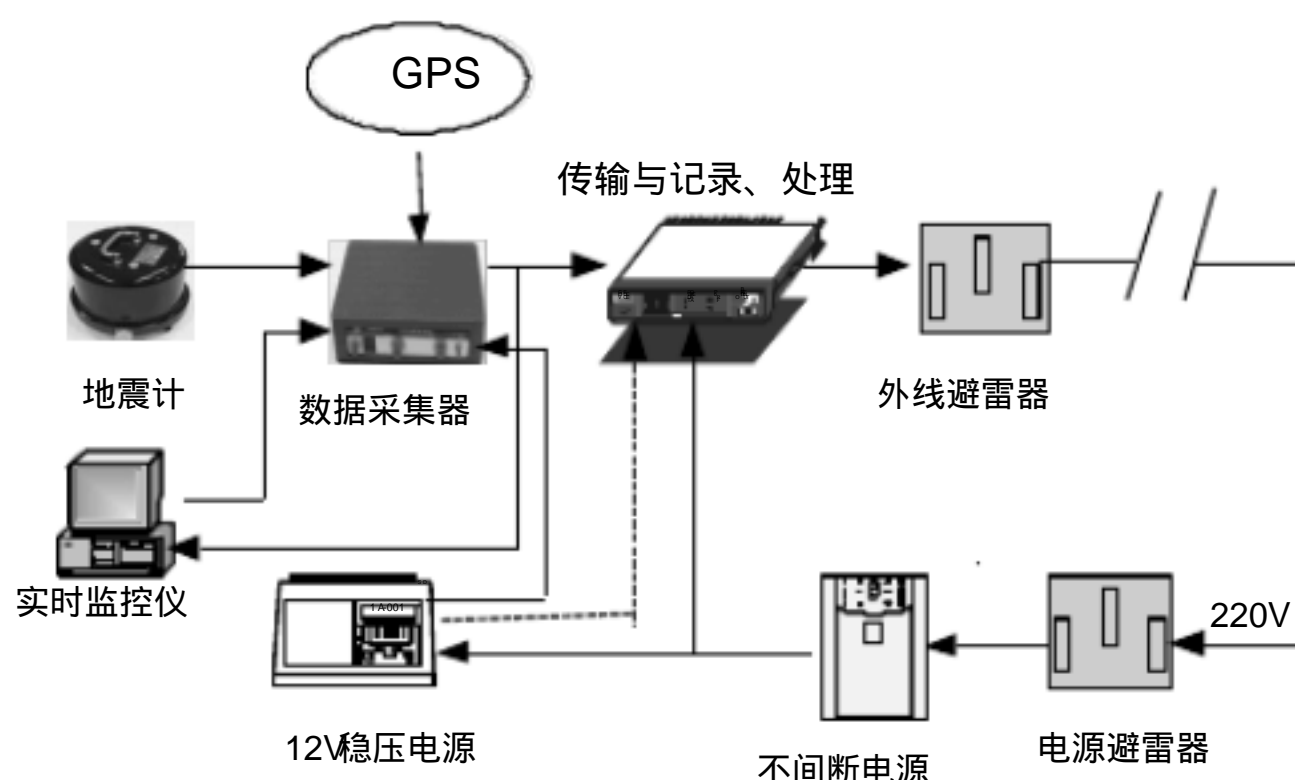 GPS
传输与记录、处理
地震计
数据采集器
外线避雷器
实时监控仪
1A001
220V
12V稳压电源
不间断电源
电源避雷器